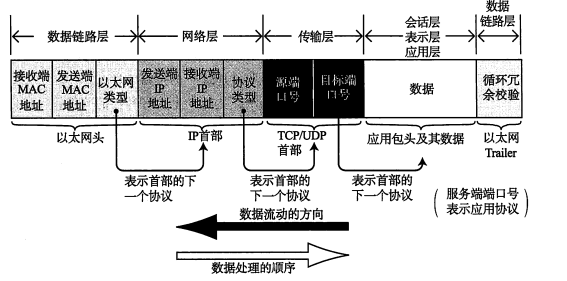 数据链路层
网络层
传输层
会话层
表示层
应用层
数据
链路层
接收端
MAC
地址
发送端
MAC
地址
以太网
类型
发送端
IP
地址
接收端
IP
地址
协议
类型
源端
口号
目标端
口号
数据
循环冗
余校验
以太网头
IP首部
TCP/UDP
首部
应用包头及其数据
以太网
Trailer
表示首部的下
一个协议
表示首部的
下一个协议
表示首部的
下一个协议
(服务端端口号
表示应用协议)
数据流动的方向
数据处理的顺序